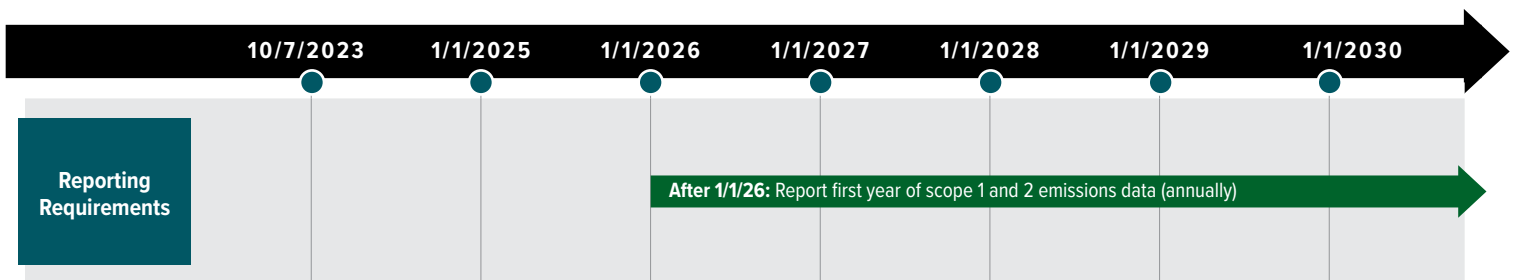 10/7/2023 1/1/2025 1/1/2026 1/1/2027 1/1/2028 1/1/2029 1/1/2030
Reporting
Requirements
After 1/1/26: Report first year of scope 1 and 2 emissions data (annually)